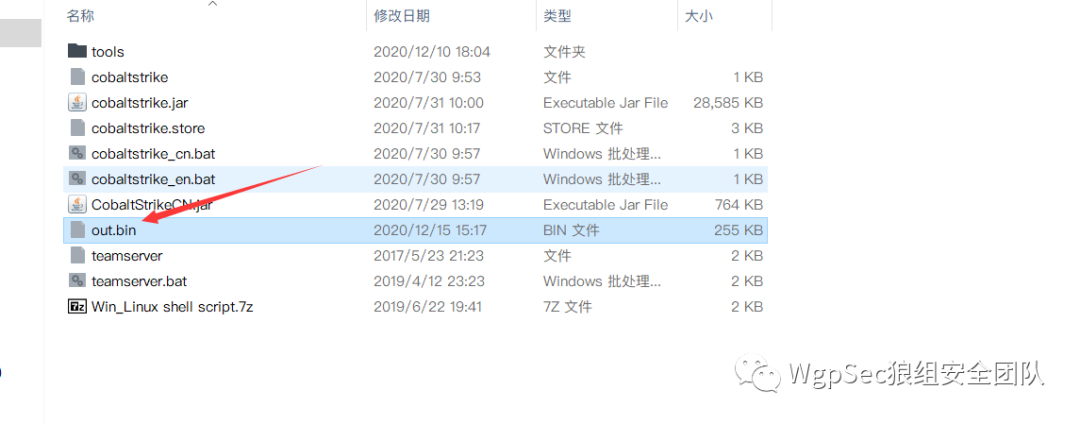 名称 修改日期 类型 大小
tools 2020/12/10 18:04 文件夹
cobaltstrike 2020/7/30 9:53 文件 1 KB
cobaltstrike.jar 2020/7/31 10:00 Executable Jar File 28,585 KB
cobaltstrike.store 2020/7/31 10:17 STORE 文件 3 KB
cobaltstrike_cn.bat 2020/7/30 9:57 Windows 批处理... 1 KB
cobaltstrike_en.bat 2020/7/30 9:57 Windows 批处理... 1 KB
CobaltStrikeCN.jar 2020/7/29 13:19 Executable Jar File 764 KB
out.bin 2020/12/15 15:17 BIN 文件 255 KB
teamserver 2017/5/23 21:23 文件 2 KB
teamserver.bat 2019/4/12 23:23 Windows 批处理... 2 KB
Win_Linux shell script.7z 2019/6/22 19:41 7Z 文件 2 KB
WgpSec狼组安全团队